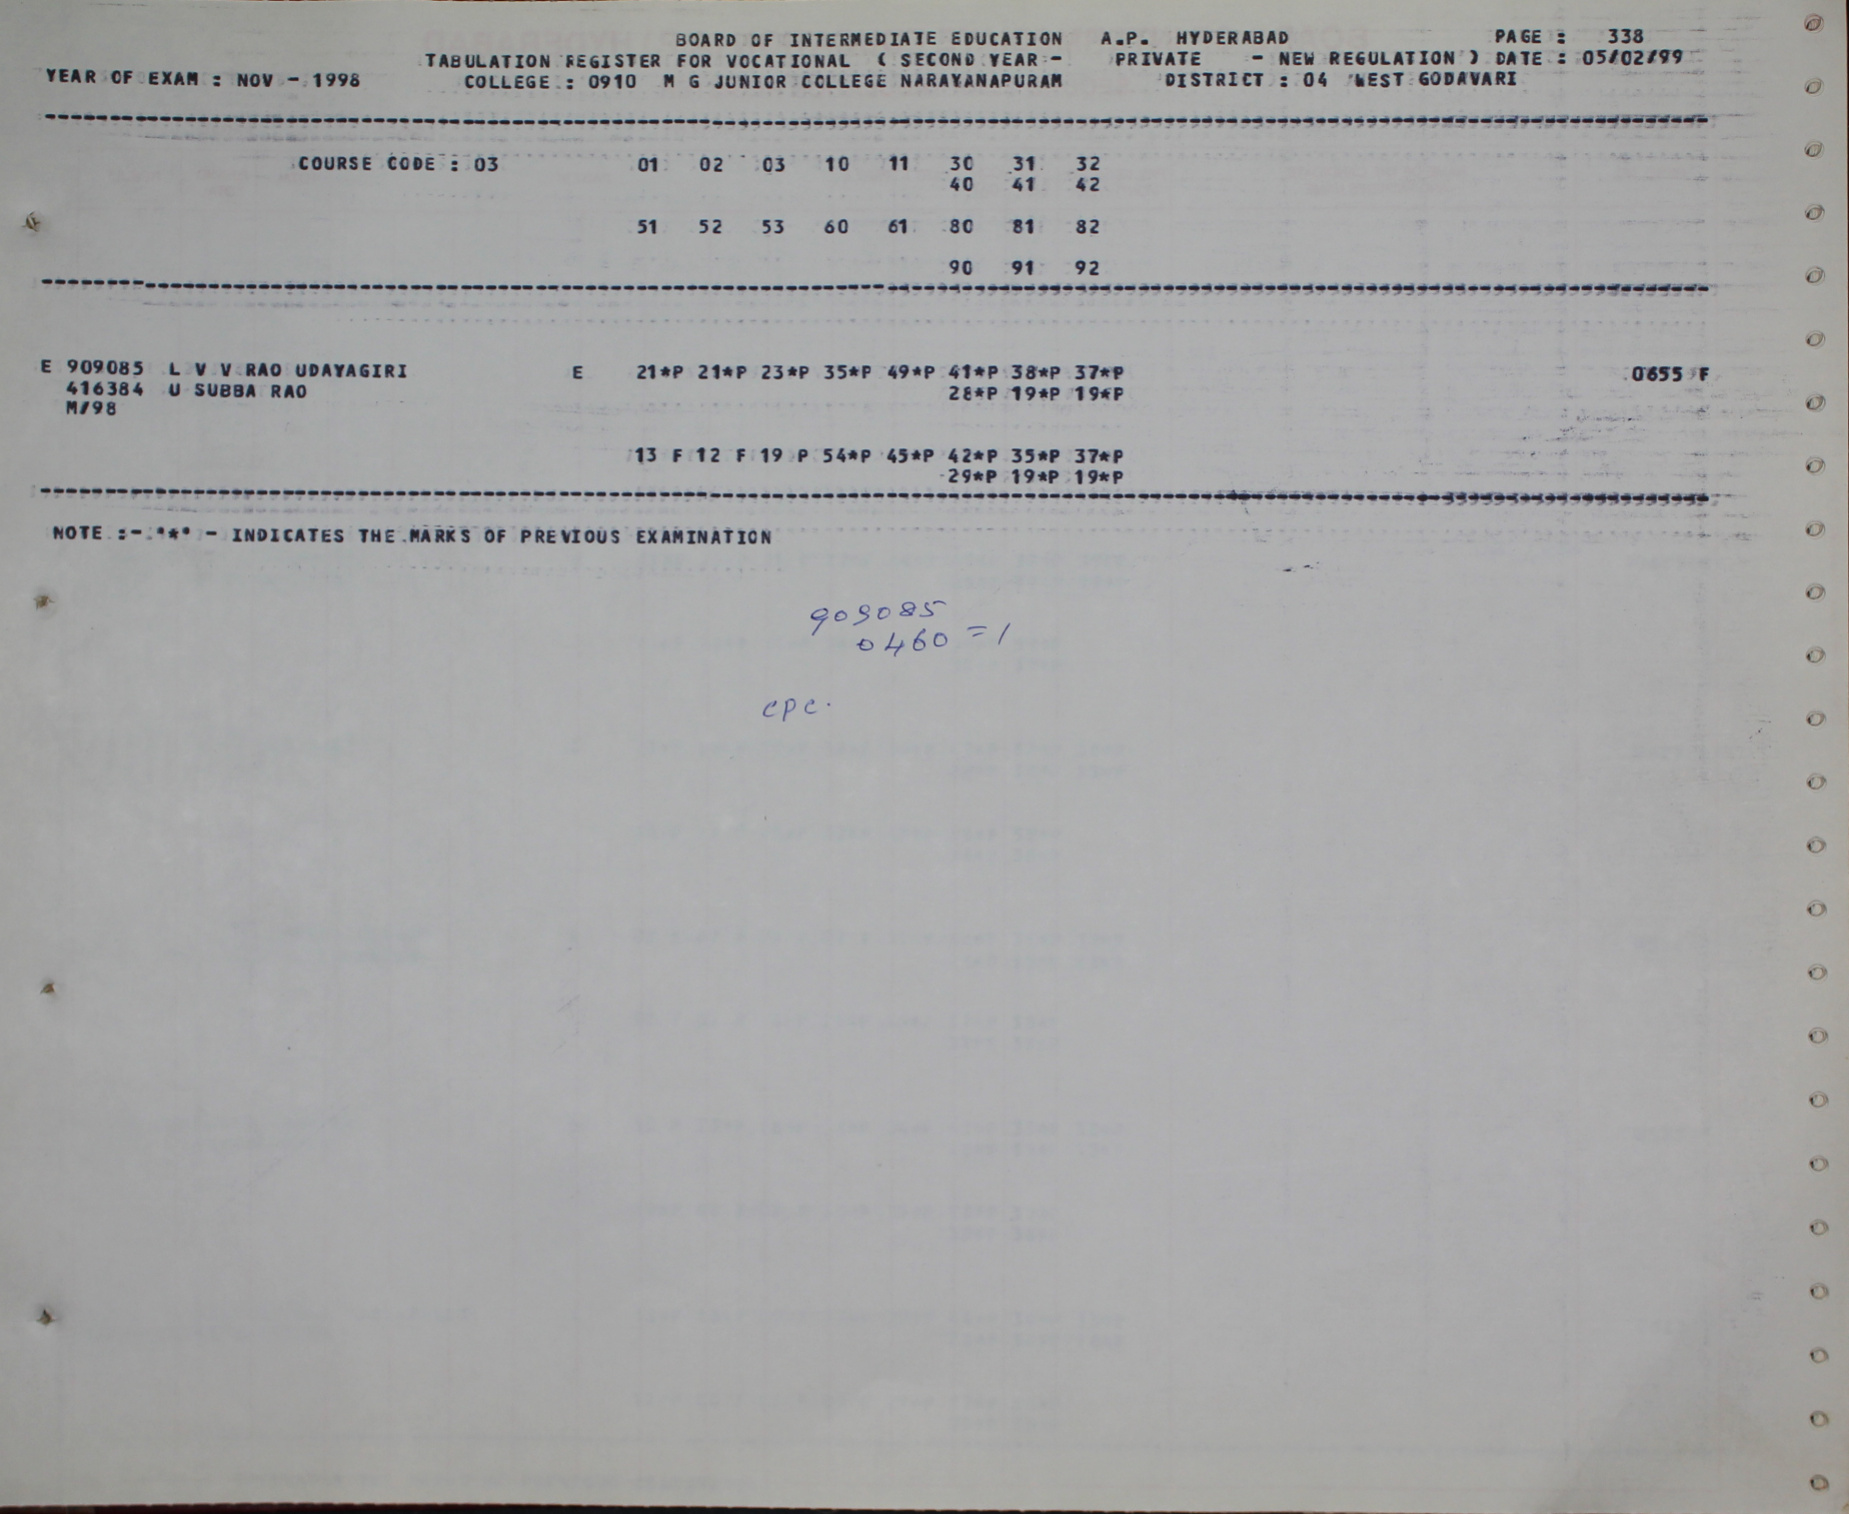 BOARD OF INTERMEDIATE EDUCATION A.P. HYDERABAD PAGE : 338
TABULATION REGISTER FOR VOCATIONAL ( SECOND YEAR - PRIVATE - NEW REGULATION ) DATE : 05/02/99
YEAR OF EXAM : NOV - 1998 COLLEGE : 0910 M G JUNIOR COLLEGE NARAYANAPURAM DISTRICT : 04 WEST GODAVARI
COURSE CODE : 03 01 02 03 10 11 30 31 32
40 41 42
51 52 53 60 61 80 81 82
90 91 92
E 909085 L V V RAO UDAYAGIRI E 21*P 21*P 23*P 35*P 49*P 41*P 38*P 37*P 0655 F
416384 U SUBBA RAO 28*P 19*P 19*P
M/98
13 F 12 F 19 P 54*P 45*P 42*P 35*P 37*P
29*P 19*P 19*P
NOTE :- "*" - INDICATES THE MARKS OF PREVIOUS EXAMINATION
909085
0460 = 1
cpc.